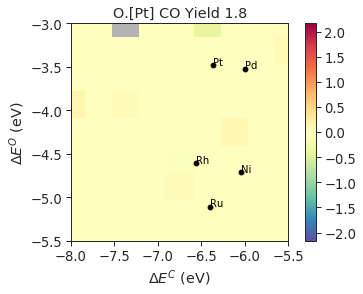 O.[Pt] CO Yield 1.8
−3.0
−3.5
−4.0
−4.5
−5.0
−5.5
ΔE^O (eV)
Pt
Pd
Rh
Ni
Ru
−8.0 −7.5 −7.0 −6.5 −6.0 −5.5
ΔE^C (eV)
2.0
1.5
1.0
0.5
0.0
−0.5
−1.0
−1.5
−2.0